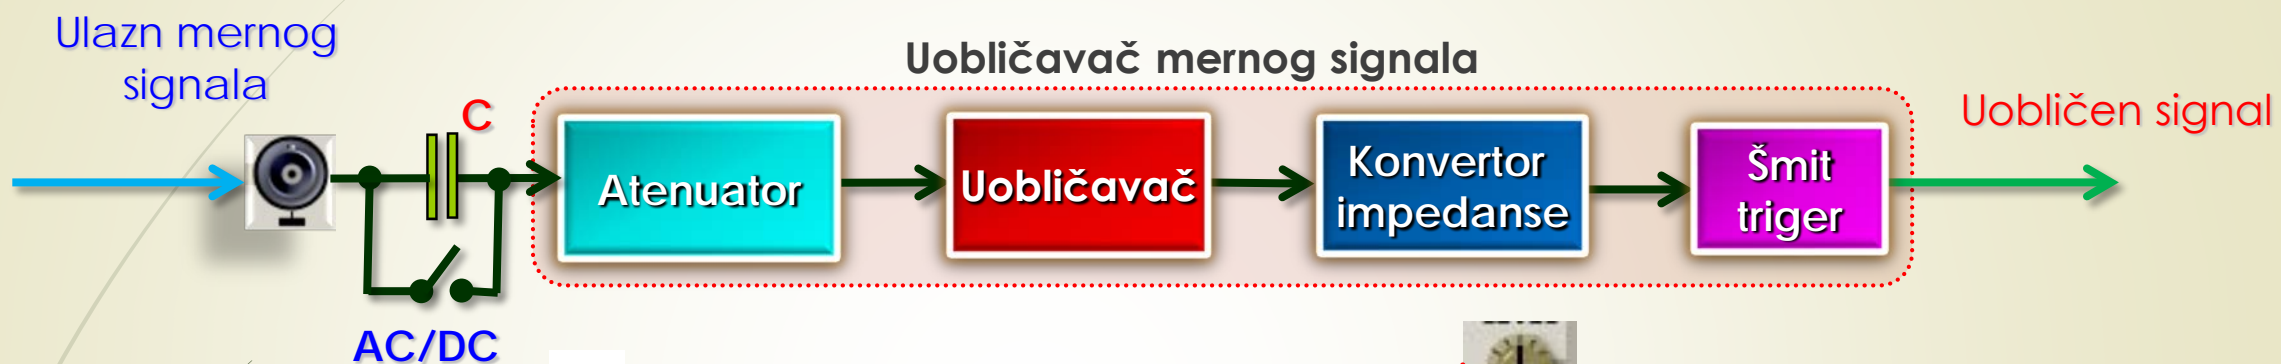 Ulazn mernog
signala
Uobličavač mernog signala
C
Atenuator
Uobličavač
Konvertor
impedanse
Šmit
triger
Uobličen signal
AC/DC